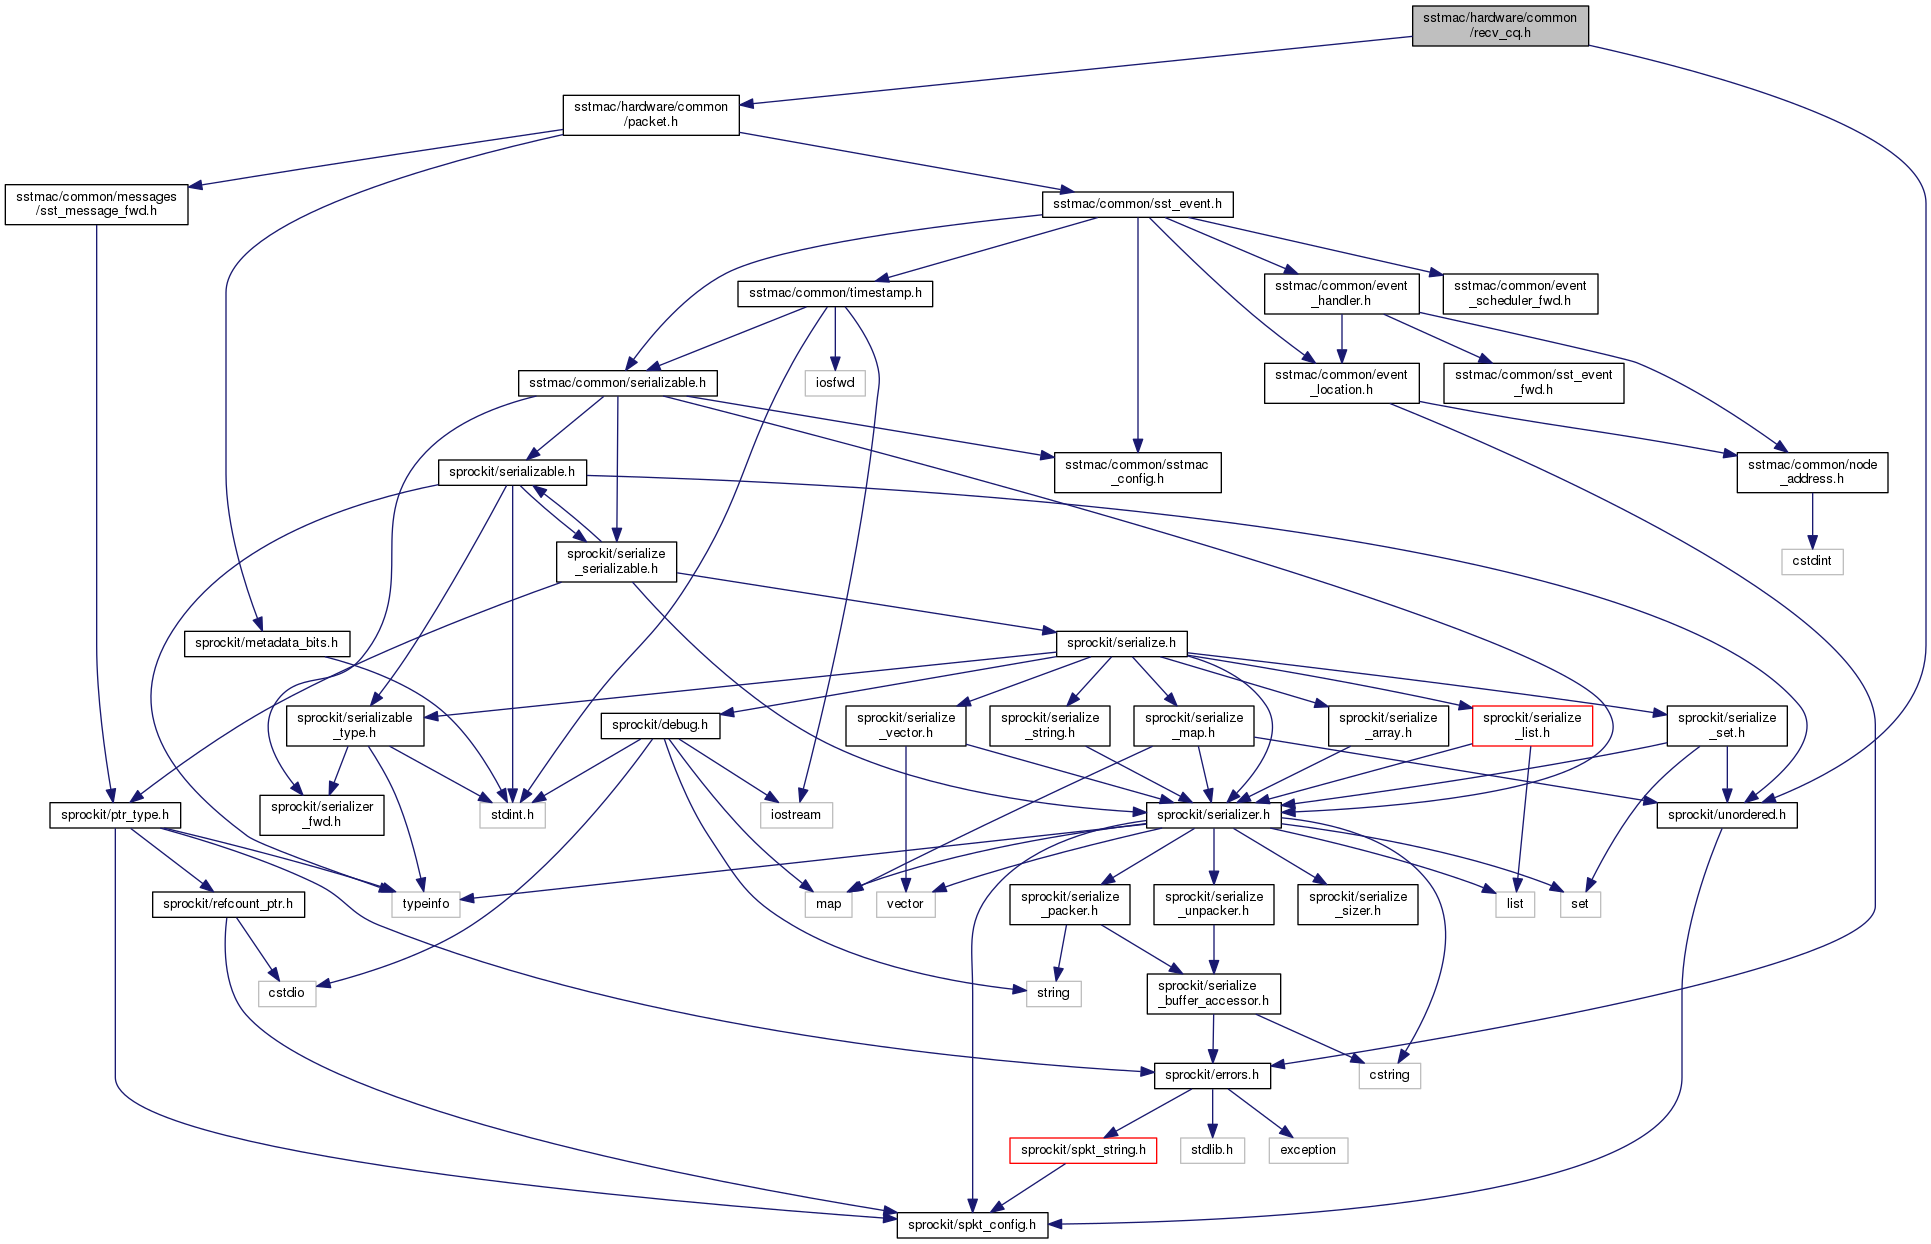 sstmac/hardware/common
/recv_cq.h
sstmac/hardware/common
/packet.h
sstmac/common/messages
/sst_message_fwd.h
sstmac/common/sst_event.h
sstmac/common/timestamp.h
sstmac/common/event
_handler.h
sstmac/common/event
_scheduler_fwd.h
sstmac/common/serializable.h
iosfwd
sstmac/common/event
_location.h
sstmac/common/sst_event
_fwd.h
sprockit/serializable.h
sstmac/common/sstmac
_config.h
sstmac/common/node
_address.h
sprockit/serialize
_serializable.h
cstdint
sprockit/metadata_bits.h
sprockit/serialize.h
sprockit/serializable
_type.h
sprockit/debug.h
sprockit/serialize
_vector.h
sprockit/serialize
_string.h
sprockit/serialize
_map.h
sprockit/serialize
_array.h
sprockit/serialize
_list.h
sprockit/serialize
_set.h
sprockit/ptr_type.h
sprockit/serializer
_fwd.h
stdint.h
iostream
sprockit/serializer.h
sprockit/unordered.h
sprockit/refcount_ptr.h
typeinfo
map
vector
sprockit/serialize
_packer.h
sprockit/serialize
_unpacker.h
sprockit/serialize
_sizer.h
list
set
cstdio
string
sprockit/serialize
_buffer_accessor.h
sprockit/errors.h
cstring
sprockit/spkt_string.h
stdlib.h
exception
sprockit/spkt_config.h